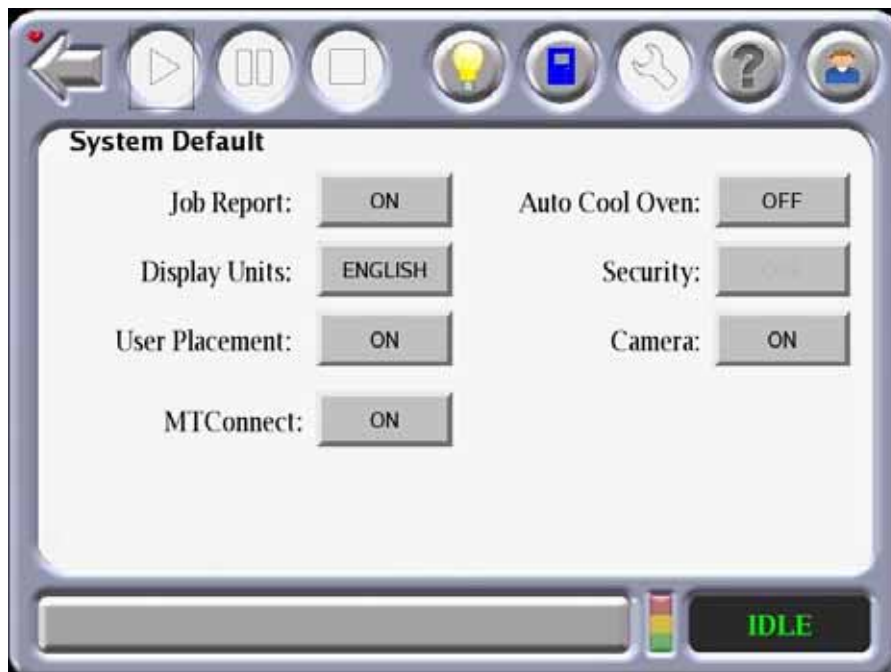 System Default
Job Report: ON Auto Cool Oven: OFF
Display Units: ENGLISH Security:
User Placement: ON Camera: ON
MTConnect: ON
IDLE